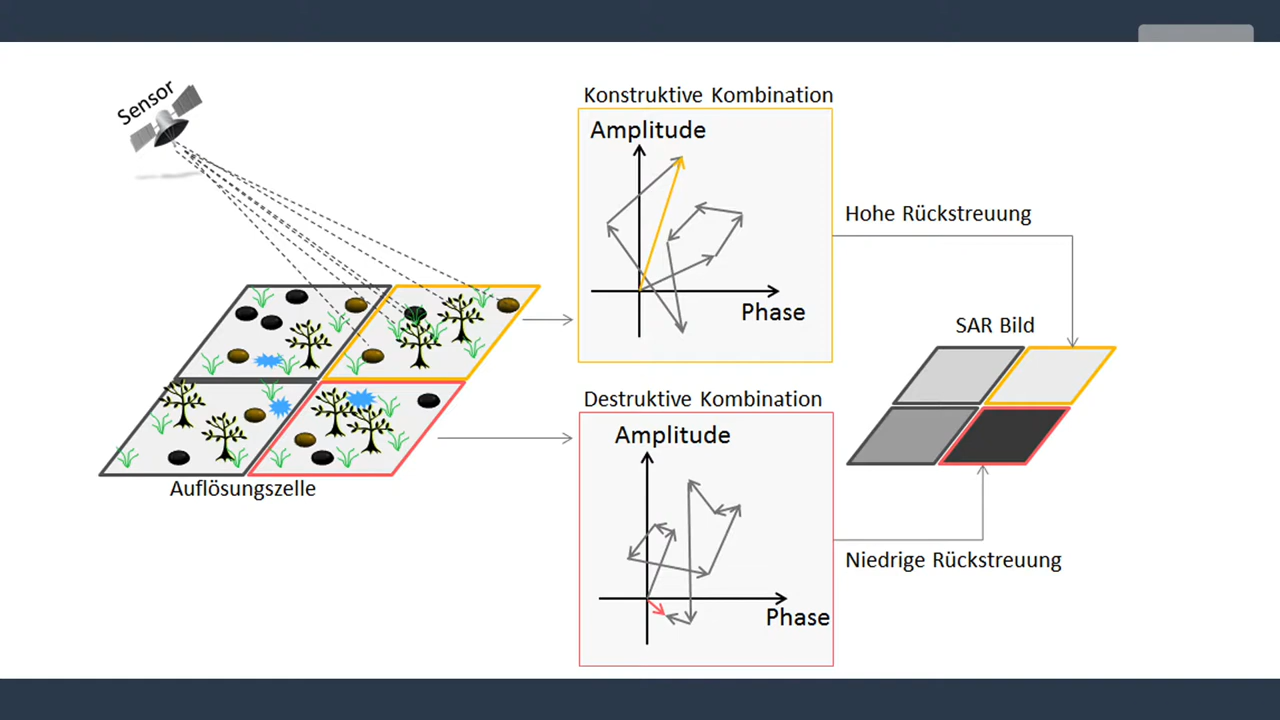 Sensor
Auflösungszelle
Konstruktive Kombination
Amplitude
Phase
Destruktive Kombination
Amplitude
Phase
Hohe Rückstreuung
SAR Bild
Niedrige Rückstreuung